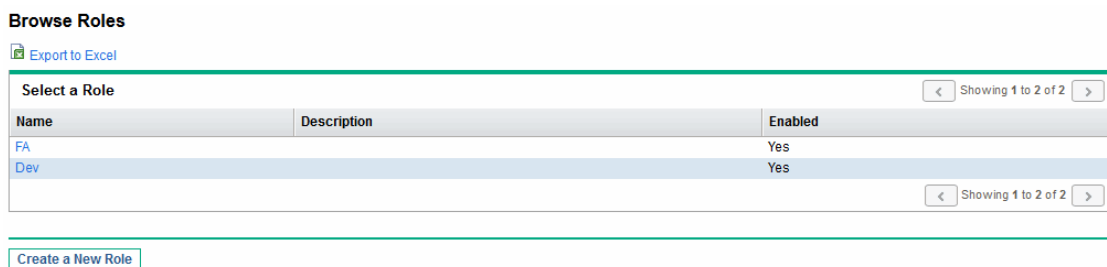 Browse Roles
Export to Excel
Select a Role < Showing 1 to 2 of 2 >
Name Description Enabled
FA Yes
Dev Yes
< Showing 1 to 2 of 2 >
Create a New Role